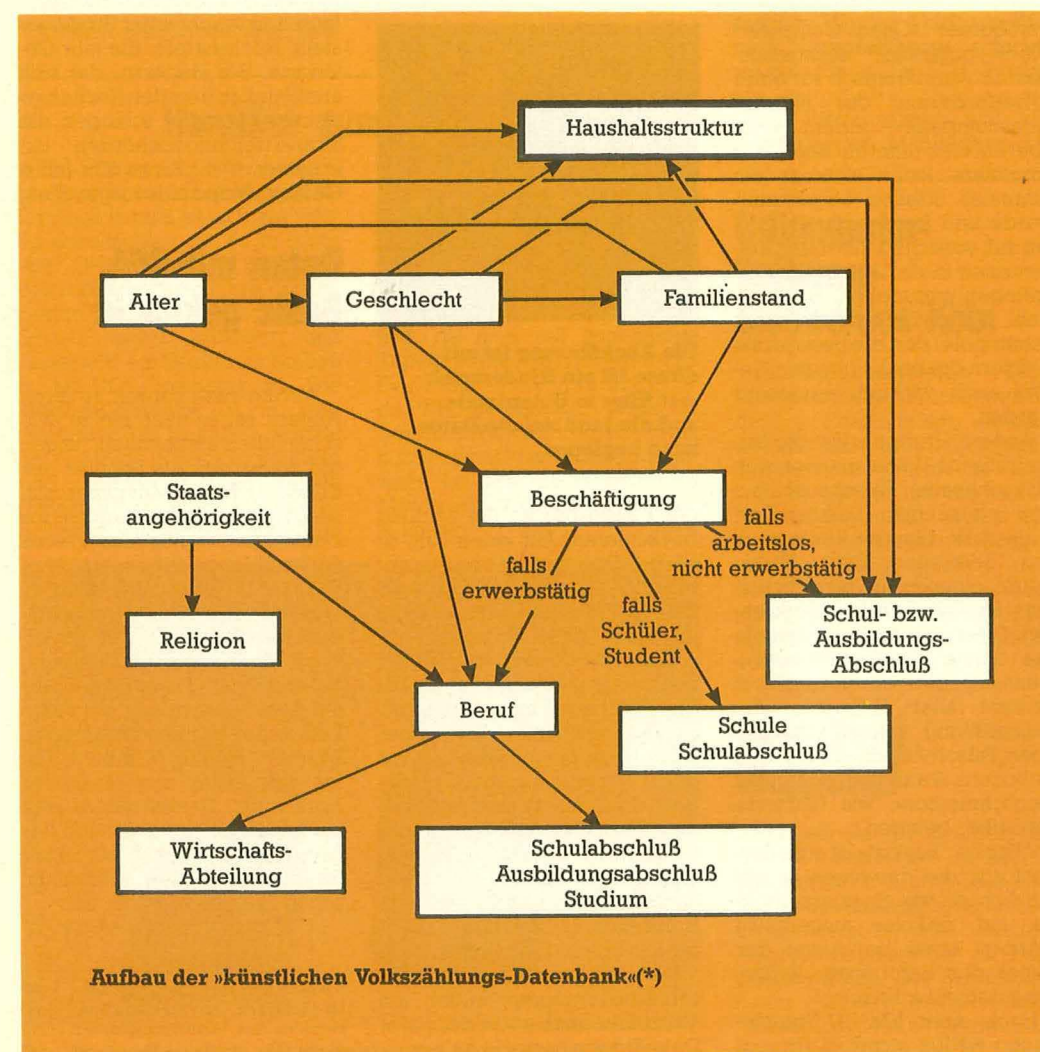 Haushaltsstruktur
Alter
Geschlecht
Familienstand
Staats-
angehörigkeit
Beschäftigung
falls
arbeitslos,
nicht erwerbstätig
falls
erwerbstätig
falls
Schüler,
Student
Schul- bzw.
Ausbildungs-
Abschluß
Religion
Beruf
Schule
Schulabschluß
Wirtschafts-
Abteilung
Schulabschluß
Ausbildungsabschluß
Studium
Aufbau der »künstlichen Volkszählungs-Datenbank«(*)